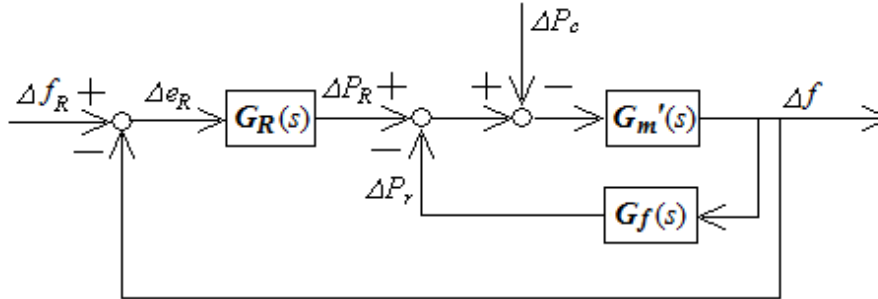 ΔP_c
Δf_R + Δe_R G_R(s) ΔP_R + + − G_m'(s) Δf
− −
ΔP_r G_f(s)